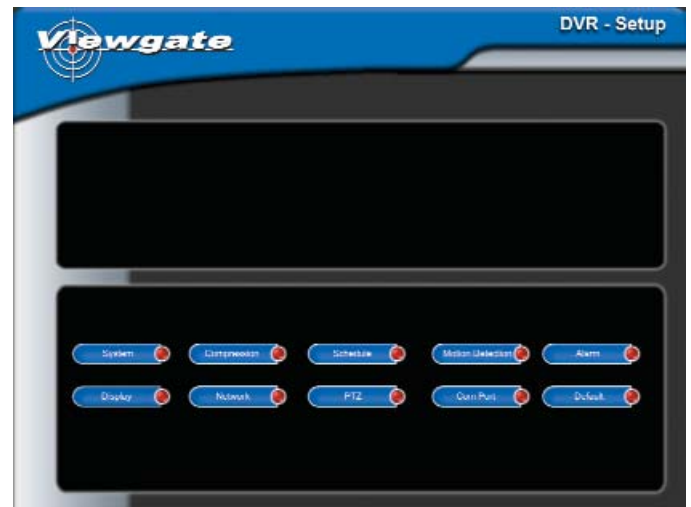 Viewgate
DVR - Setup
System
Compression
Schedule
Motion Detection
Alarm
Display
Network
PTZ
Com Port
Default